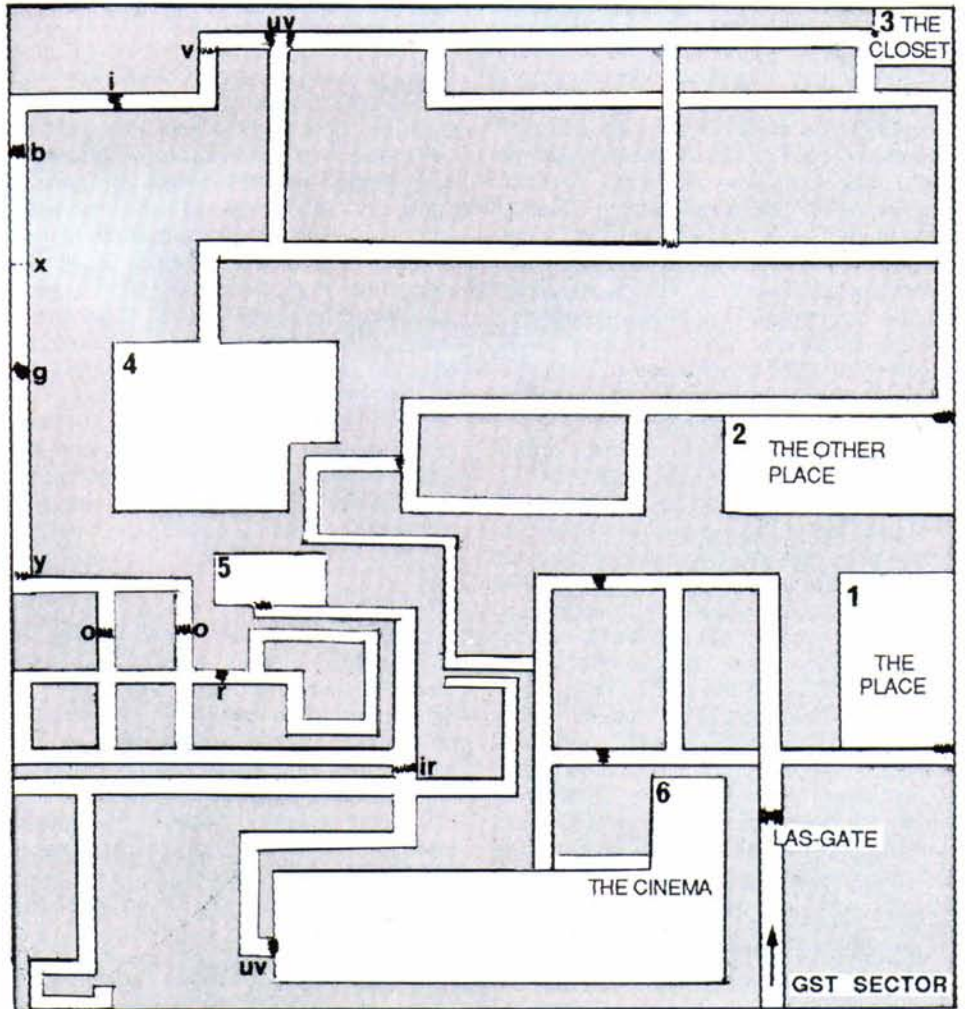 uv
3 THE
CLOSET
v
i
b
x
g
4
2
THE OTHER
PLACE
y
5
1
o
o
THE
PLACE
r
ir
6
LAS-GATE
THE CINEMA
uv
GST SECTOR